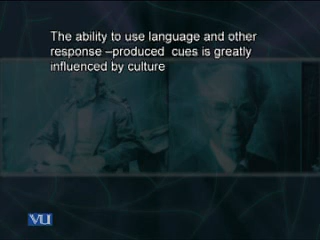 The ability to use language and other
response –produced  cues is greatly
influenced by culture
VU